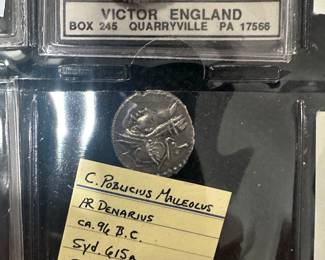 VICTOR ENGLAND
BOX 245 QUARRYVILLE PA 17566
C. POBLICIUS MALLEOLUS
AR DENARIUS
CA. 96 B.C.
Syd. 615a